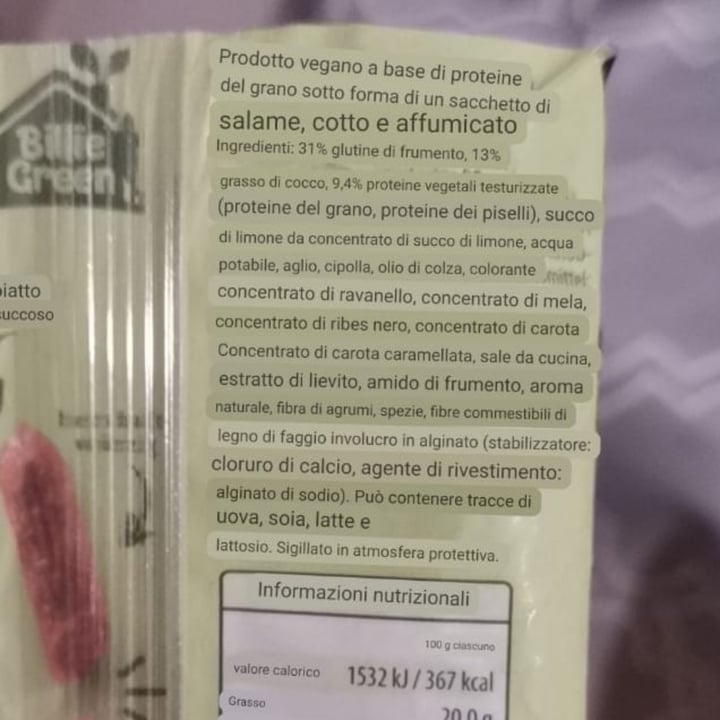 Billie
Green
Prodotto vegano a base di proteine
del grano sotto forma di un sacchetto di
salame, cotto e affumicato
Ingredienti: 31% glutine di frumento, 13%
grasso di cocco, 9,4% proteine vegetali testurizzate
(proteine del grano, proteine dei piselli), succo
di limone da concentrato di succo di limone, acqua
potabile, aglio, cipolla, olio di colza, colorante
concentrato di ravanello, concentrato di mela,
concentrato di ribes nero, concentrato di carota
Concentrato di carota caramellata, sale da cucina,
estratto di lievito, amido di frumento, aroma
naturale, fibra di agrumi, spezie, fibre commestibili di
legno di faggio involucro in alginato (stabilizzatore:
cloruro di calcio, agente di rivestimento:
alginato di sodio). Può contenere tracce di
uova, soia, latte e
lattosio. Sigillato in atmosfera protettiva.
Informazioni nutrizionali
100 g ciascuno
valore calorico 1532 kJ / 367 kcal
Grasso 20,0 g